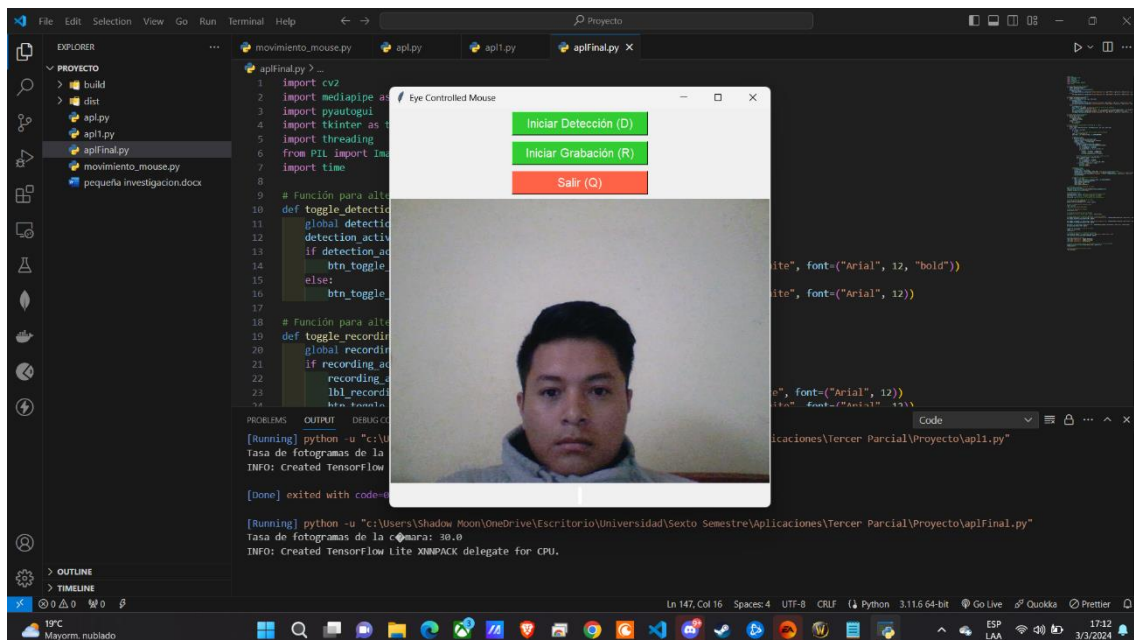 File Edit Selection View Go Run Terminal Help
Proyecto
EXPLORER
PROYECTO
build
dist
apl.py
apl1.py
aplFinal.py
movimiento_mouse.py
pequeña investigacion.docx
OUTLINE
TIMELINE
movimiento_mouse.py apl.py apl1.py aplFinal.py
aplFinal.py > ...
1 import cv2
2 import mediapipe as
3 import pyautogui
4 import tkinter as t
5 import threading
6 from PIL import Ima
7 import time
8
9 # Función para alte
10 def toggle_detectio
11 global detectio
12 detection_activ
13 if detection_ac
14 btn_toggle_ ite", font=("Arial", 12, "bold"))
15 else:
16 btn_toggle_ ite", font=("Arial", 12))
17
18 # Función para alte
19 def toggle_recordin
20 global recordin
21 if recording_ac
22 recording_a
23 lbl_recordi e", font=("Arial", 12))
Eye Controlled Mouse
Iniciar Detección (D)
Iniciar Grabación (R)
Salir (Q)
PROBLEMS OUTPUT DEBUG CO Code
[Running] python -u "c:\U icaciones\Tercer Parcial\Proyecto\apl1.py"
Tasa de fotogramas de la
INFO: Created TensorFlow
[Done] exited with code=0
[Running] python -u "c:\Users\Shadow Moon\OneDrive\Escritorio\Universidad\Sexto Semestre\Aplicaciones\Tercer Parcial\Proyecto\aplFinal.py"
Tasa de fotogramas de la c�mara: 30.0
INFO: Created TensorFlow Lite XNNPACK delegate for CPU.
0 0 0 Ln 147, Col 16 Spaces: 4 UTF-8 CRLF Python 3.11.6 64-bit Go Live Quokka Prettier
19°C
Mayorm. nublado
ESP
LAA
17:12
3/3/2024